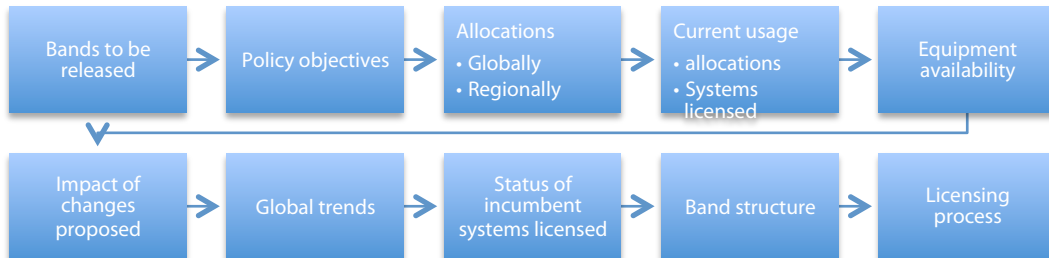 Bands to be
released
Policy objectives
Allocations
• Globally
• Regionally
Current usage
• allocations
• Systems
licensed
Equipment
availability
Impact of
changes
proposed
Global trends
Status of
incumbent
systems licensed
Band structure
Licensing
process